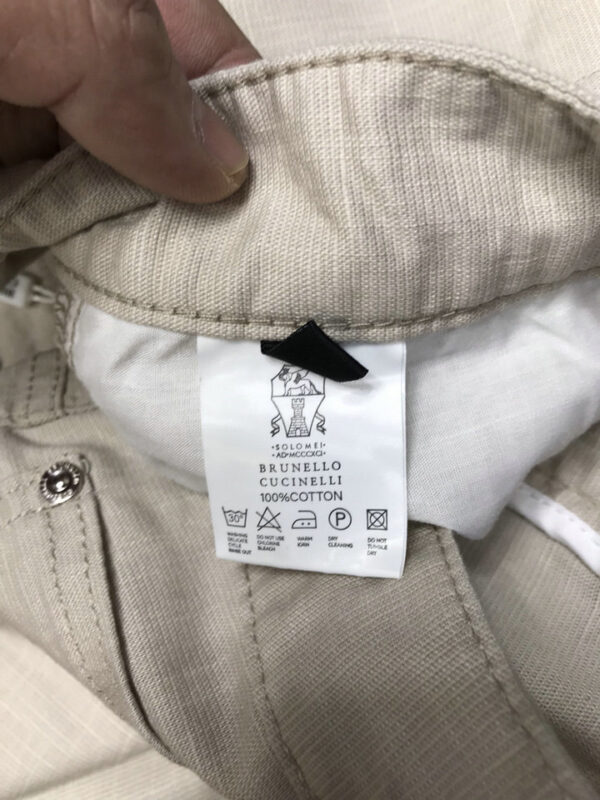 •SOLOMEI•
•AD•MCCCXCI•
BRUNELLO
CUCINELLI
100%COTTON
30°
P
WASHING DO NOT USE WARM DRY DO NOT
DELICATE CHLORINE IORN CLEANING TUMBLE
CYCLE BLEACH DRY
RINSE OUT